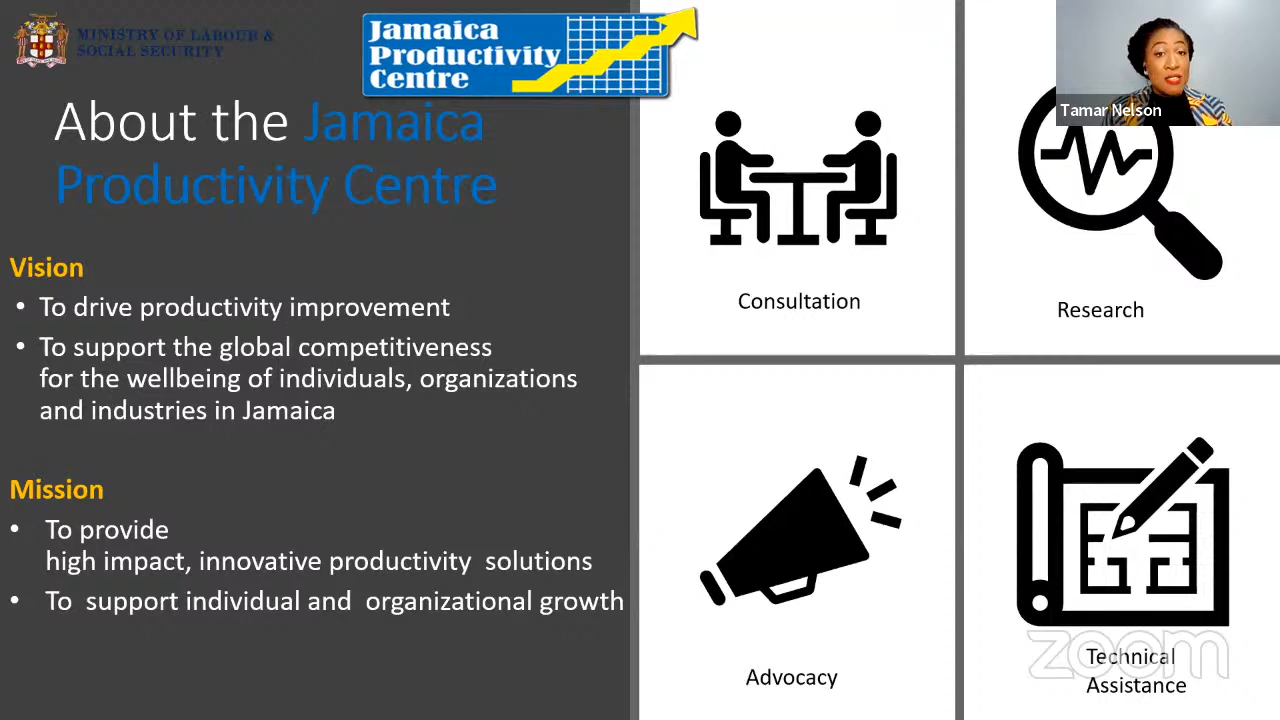 MINISTRY OF LABOUR &
SOCIAL SECURITY
Jamaica
Productivity
Centre
About the Jamaica
Productivity Centre
Vision
• To drive productivity improvement
• To support the global competitiveness
for the wellbeing of individuals, organizations
and industries in Jamaica
Mission
• To provide
high impact, innovative productivity solutions
• To support individual and organizational growth
Tamar Nelson
Consultation
Research
Advocacy
Technical
Assistance
zoom